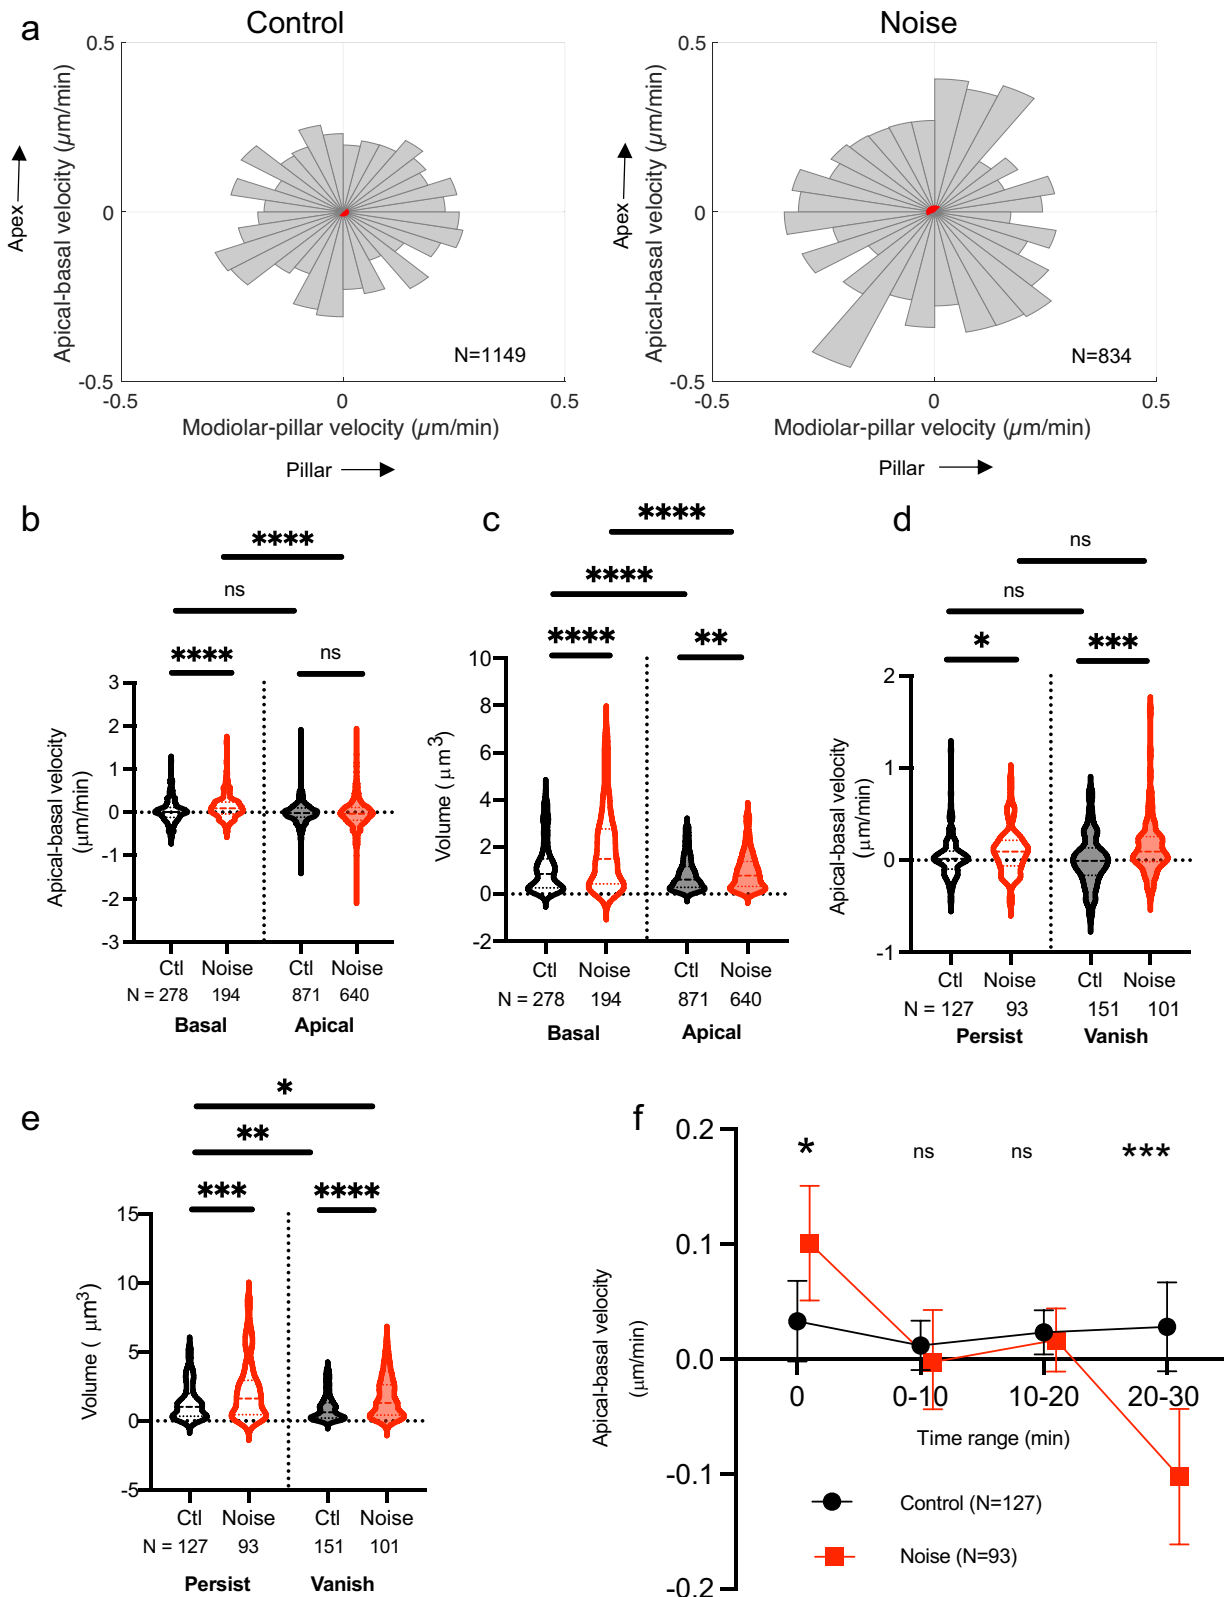 a
Control
Noise
0.5
0
-0.5
Apical-basal velocity (µm/min)
Apex
N=1149
-0.5
0
0.5
Modiolar-pillar velocity (µm/min)
Pillar
0.5
0
-0.5
Apical-basal velocity (µm/min)
Apex
N=834
-0.5
0
0.5
Modiolar-pillar velocity (µm/min)
Pillar
b
****
ns
****
ns
3
2
1
0
-1
-2
-3
Apical-basal velocity
(µm/min)
Ctl Noise Ctl Noise
N = 278 194 871 640
Basal Apical
c
****
****
****
**
10
8
6
4
2
0
-2
Volume ( µm³)
Ctl Noise Ctl Noise
N = 278 194 871 640
Basal Apical
d
ns
ns
*
***
2
1
0
-1
Apical-basal velocity
(µm/min)
Ctl Noise Ctl Noise
N = 127 93 151 101
Persist Vanish
e
*
**
***
****
15
10
5
0
-5
Volume ( µm³)
Ctl Noise Ctl Noise
N = 127 93 151 101
Persist Vanish
f
* ns ns ***
0.2
0.1
0.0
-0.1
-0.2
Apical-basal velocity
(µm/min)
0 0-10 10-20 20-30
Time range (min)
Control (N=127)
Noise (N=93)